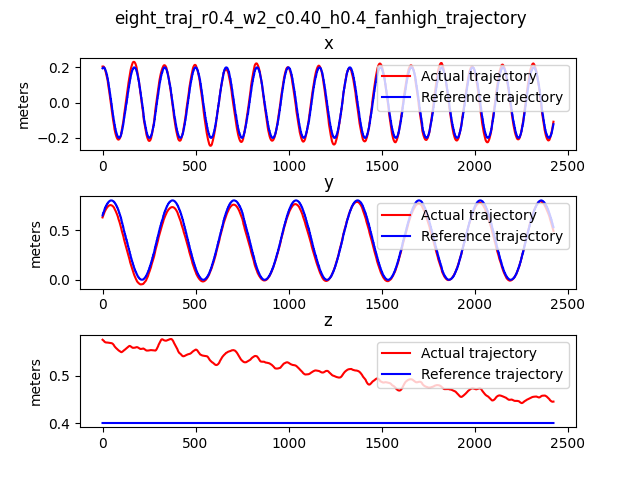 eight_traj_r0.4_w2_c0.40_h0.4_fanhigh_trajectory
x
0.2
0.0
−0.2
meters
Actual trajectory
Reference trajectory
0 500 1000 1500 2000 2500
y
0.5
0.0
meters
Actual trajectory
Reference trajectory
0 500 1000 1500 2000 2500
z
0.5
0.4
meters
Actual trajectory
Reference trajectory
0 500 1000 1500 2000 2500